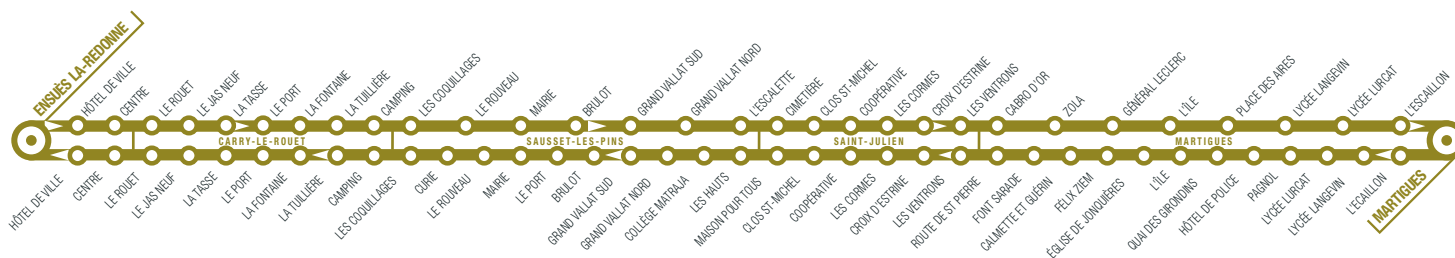 ENSUÈS LA-REDONNE
HÔTEL DE VILLE
CENTRE
LE ROUET
LE JAS NEUF
LA TASSE
LE PORT
LA FONTAINE
LA TUILLIÈRE
CAMPING
LES COQUILLAGES
LE ROUVEAU
MAIRIE
BRULOT
GRAND VALLAT SUD
GRAND VALLAT NORD
L'ESCALETTE
CIMETIÈRE
CLOS ST-MICHEL
COOPÉRATIVE
LES CORMES
CROIX D'ESTRINE
LES VENTRONS
CABRO D'OR
ZOLA
GÉNÉRAL LECLERC
L'ÎLE
PLACE DES AIRES
LYCÉE LANGEVIN
LYCÉE LURCAT
L'ESCAILLON
CARRY-LE-ROUET
SAUSSET-LES-PINS
SAINT-JULIEN
MARTIGUES
HÔTEL DE VILLE
CENTRE
LE ROUET
LE JAS NEUF
LA TASSE
LE PORT
LA FONTAINE
LA TUILLIÈRE
CAMPING
LES COQUILLAGES
CURIE
LE ROUVEAU
MAIRIE
LE PORT
BRULOT
GRAND VALLAT SUD
GRAND VALLAT NORD
COLLÈGE MATRAJA
LES HAUTS
MAISON POUR TOUS
CLOS ST-MICHEL
COOPÉRATIVE
LES CORMES
CROIX D'ESTRINE
LES VENTRONS
ROUTE DE ST PIERRE
FONT SARADE
CALMETTE ET GUÉRIN
FÉLIX ZIEM
ÉGLISE DE JONQUIÈRES
L'ÎLE
QUAI DES GIRONDINS
HÔTEL DE POLICE
PAGNOL
LYCÉE LURCAT
LYCÉE LANGEVIN
L'ECAILLON
MARTIGUES